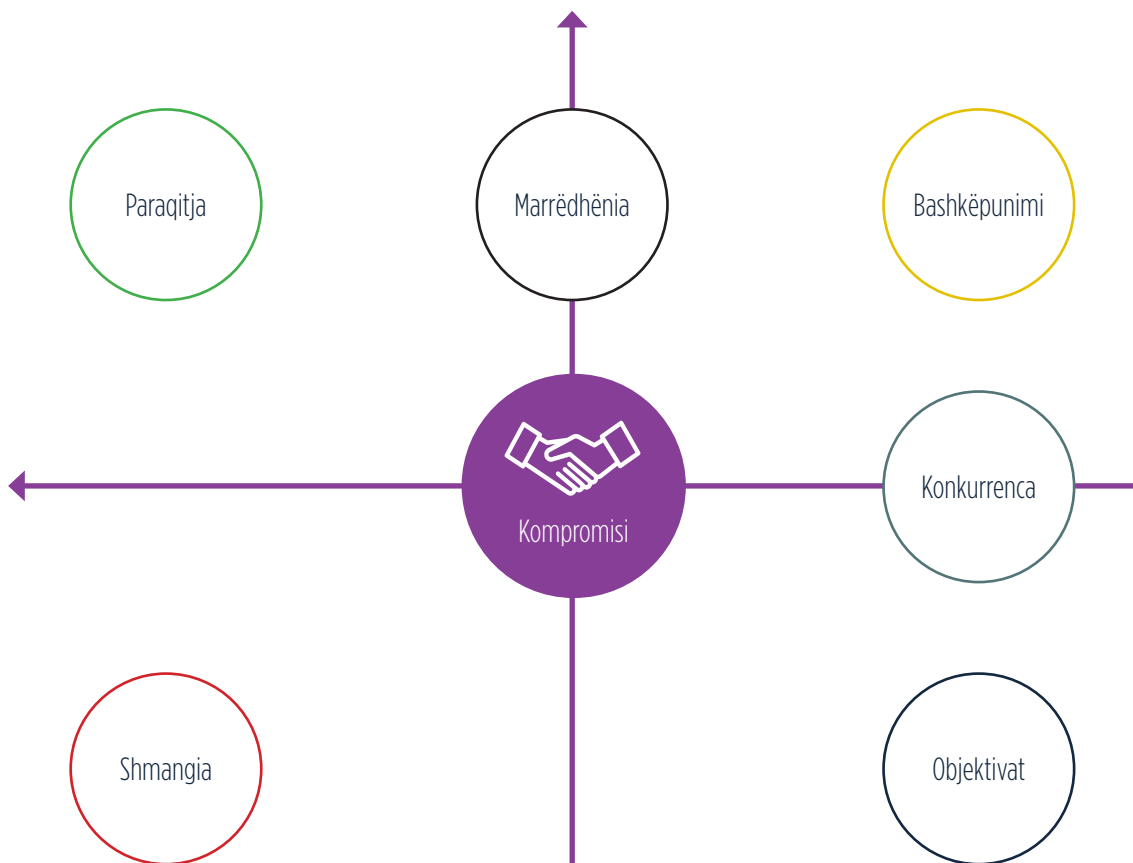 Paraqitja
Marrëdhënia
Bashkëpunimi
Kompromisi
Konkurrenca
Shmangia
Objektivat